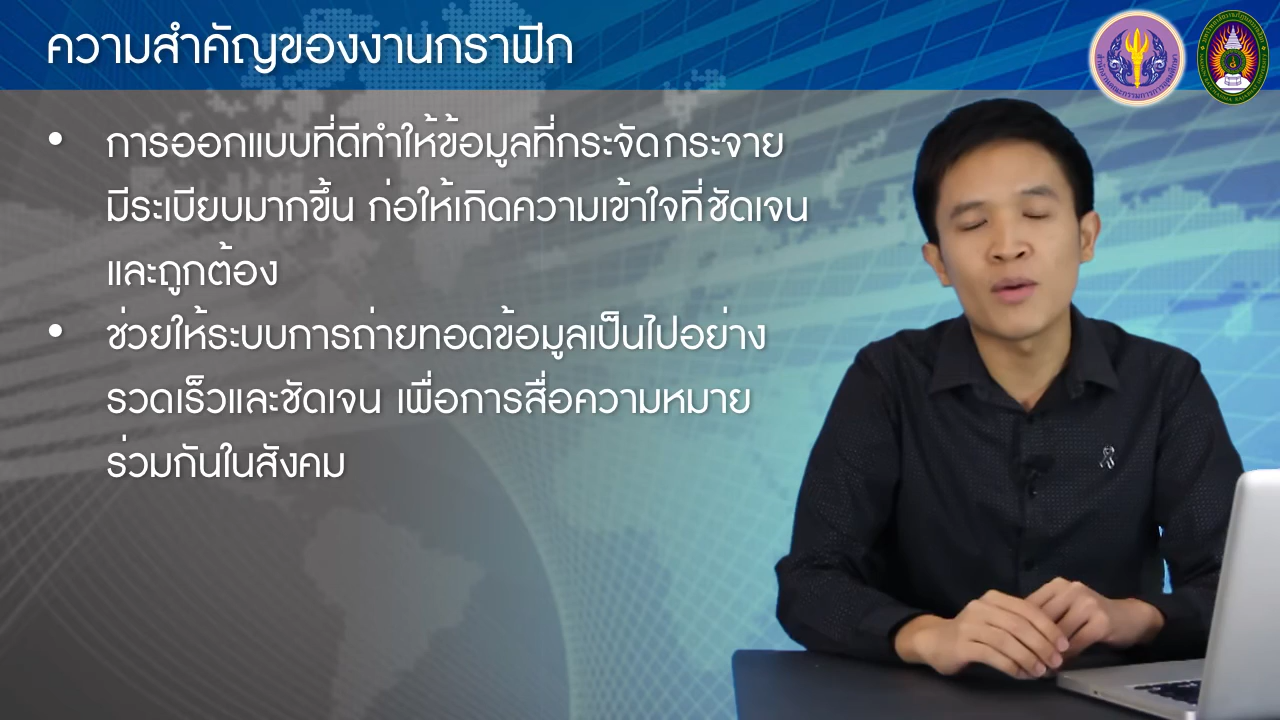 ความสำคัญของงานกราฟิก
• การออกแบบที่ดีทำให้ข้อมูลที่กระจัดกระจาย
มีระเบียบมากขึ้น ก่อให้เกิดความเข้าใจที่ชัดเจน
และถูกต้อง
• ช่วยให้ระบบการถ่ายทอดข้อมูลเป็นไปอย่าง
รวดเร็วและชัดเจน เพื่อการสื่อความหมาย
ร่วมกันในสังคม